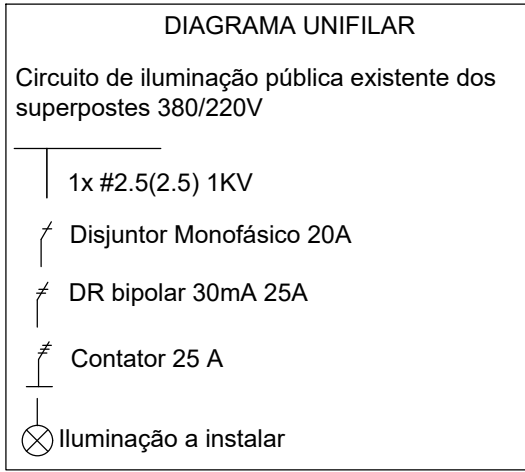 DIAGRAMA UNIFILAR
Circuito de iluminação pública existente dos
superpostes 380/220V
1x #2.5(2.5) 1KV
Disjuntor Monofásico 20A
DR bipolar 30mA 25A
Contator 25 A
Iluminação a instalar